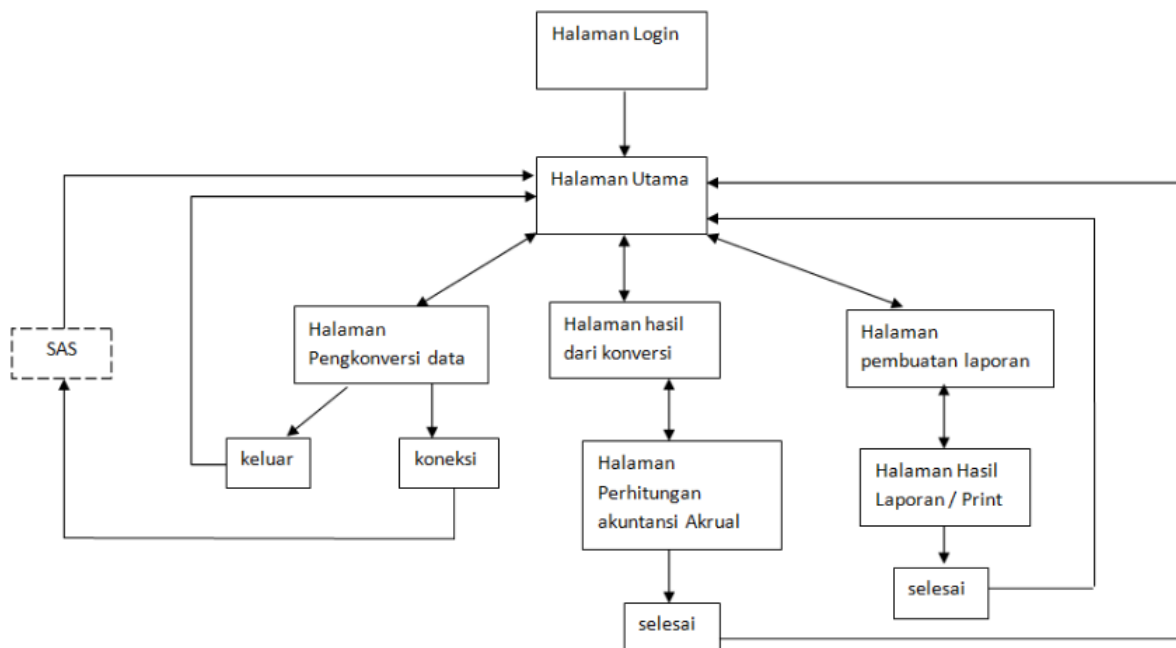 Halaman Login
Halaman Utama
SAS
Halaman
Pengkonversi data
Halaman hasil
dari konversi
Halaman
pembuatan laporan
keluar
koneksi
Halaman
Perhitungan
akuntansi Akrual
Halaman Hasil
Laporan / Print
selesai
selesai